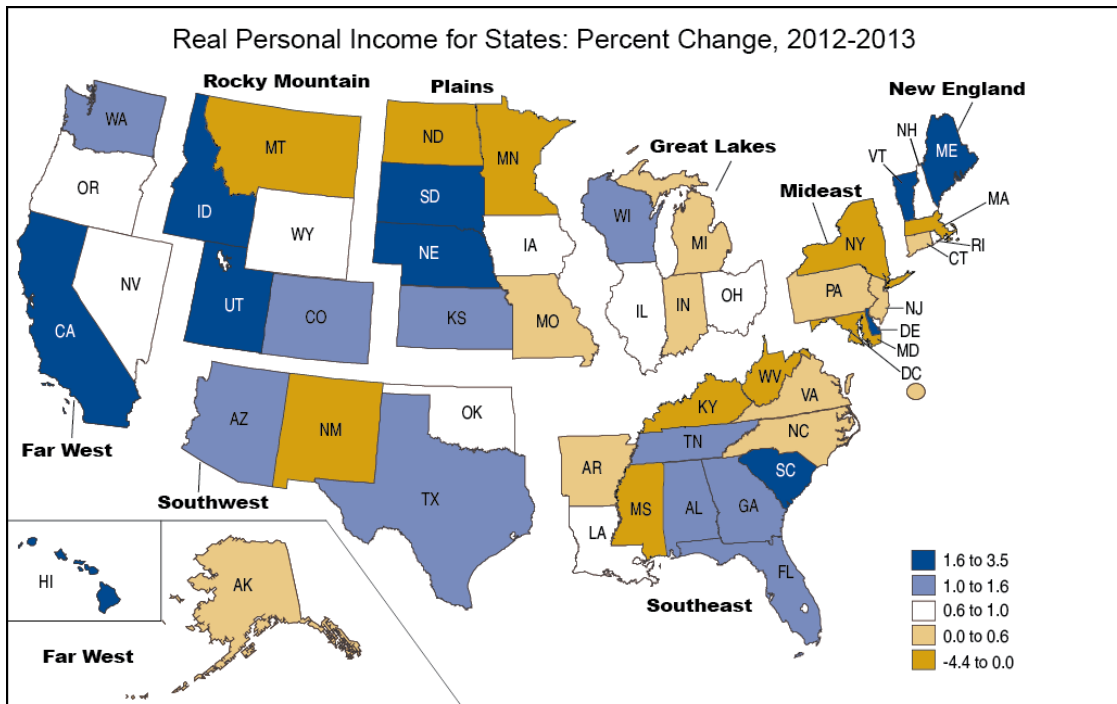 Real Personal Income for States: Percent Change, 2012-2013
Rocky Mountain
Plains
New England
Great Lakes
Mideast
Far West
Southwest
Southeast
Far West
WA
OR
CA
NV
MT
ID
WY
UT
CO
ND
MN
SD
NE
IA
KS
MO
WI
MI
IL
IN
OH
NH
VT
ME
MA
RI
CT
NY
PA
NJ
DE
MD
DC
AZ
NM
OK
TX
WV
KY
VA
TN
NC
AR
SC
MS
AL
GA
LA
FL
HI
AK
1.6 to 3.5
1.0 to 1.6
0.6 to 1.0
0.0 to 0.6
-4.4 to 0.0